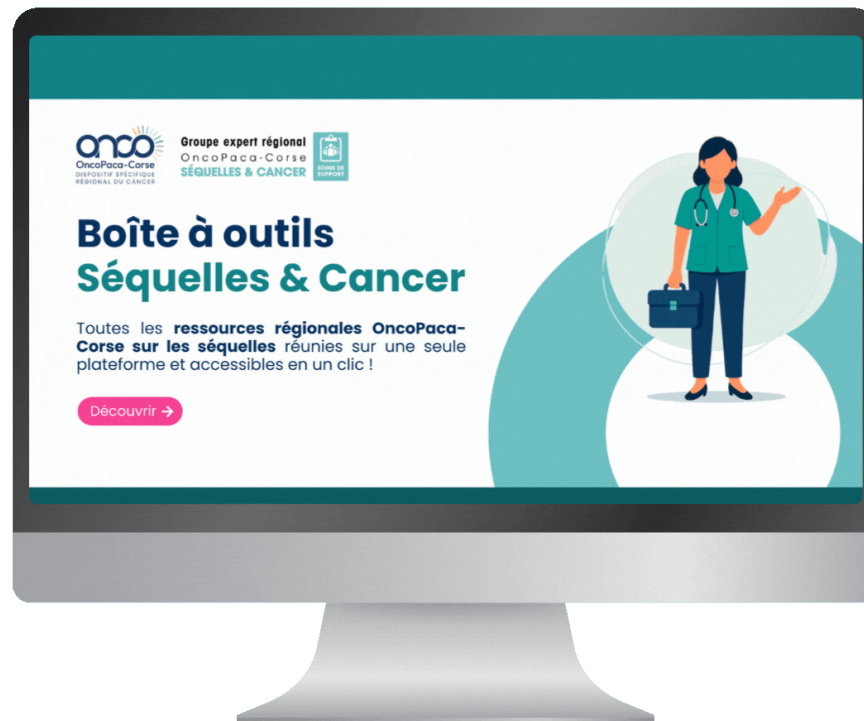 onco
OncoPaca-Corse
DISPOSITIF SPÉCIFIQUE
RÉGIONAL DU CANCER
Groupe expert régional
OncoPaca-Corse
SÉQUELLES & CANCER
SOINS DE
SUPPORT
Boîte à outils
Séquelles & Cancer
Toutes les ressources régionales OncoPaca-
Corse sur les séquelles réunies sur une seule
plateforme et accessibles en un clic !
Découvrir →